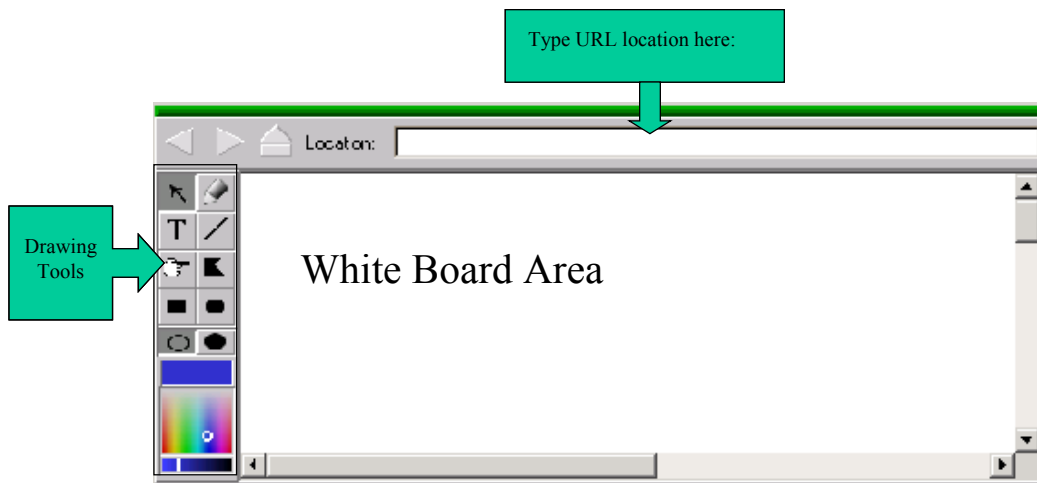 Type URL location here:
Locaton:
T
Drawing
Tools
White Board Area